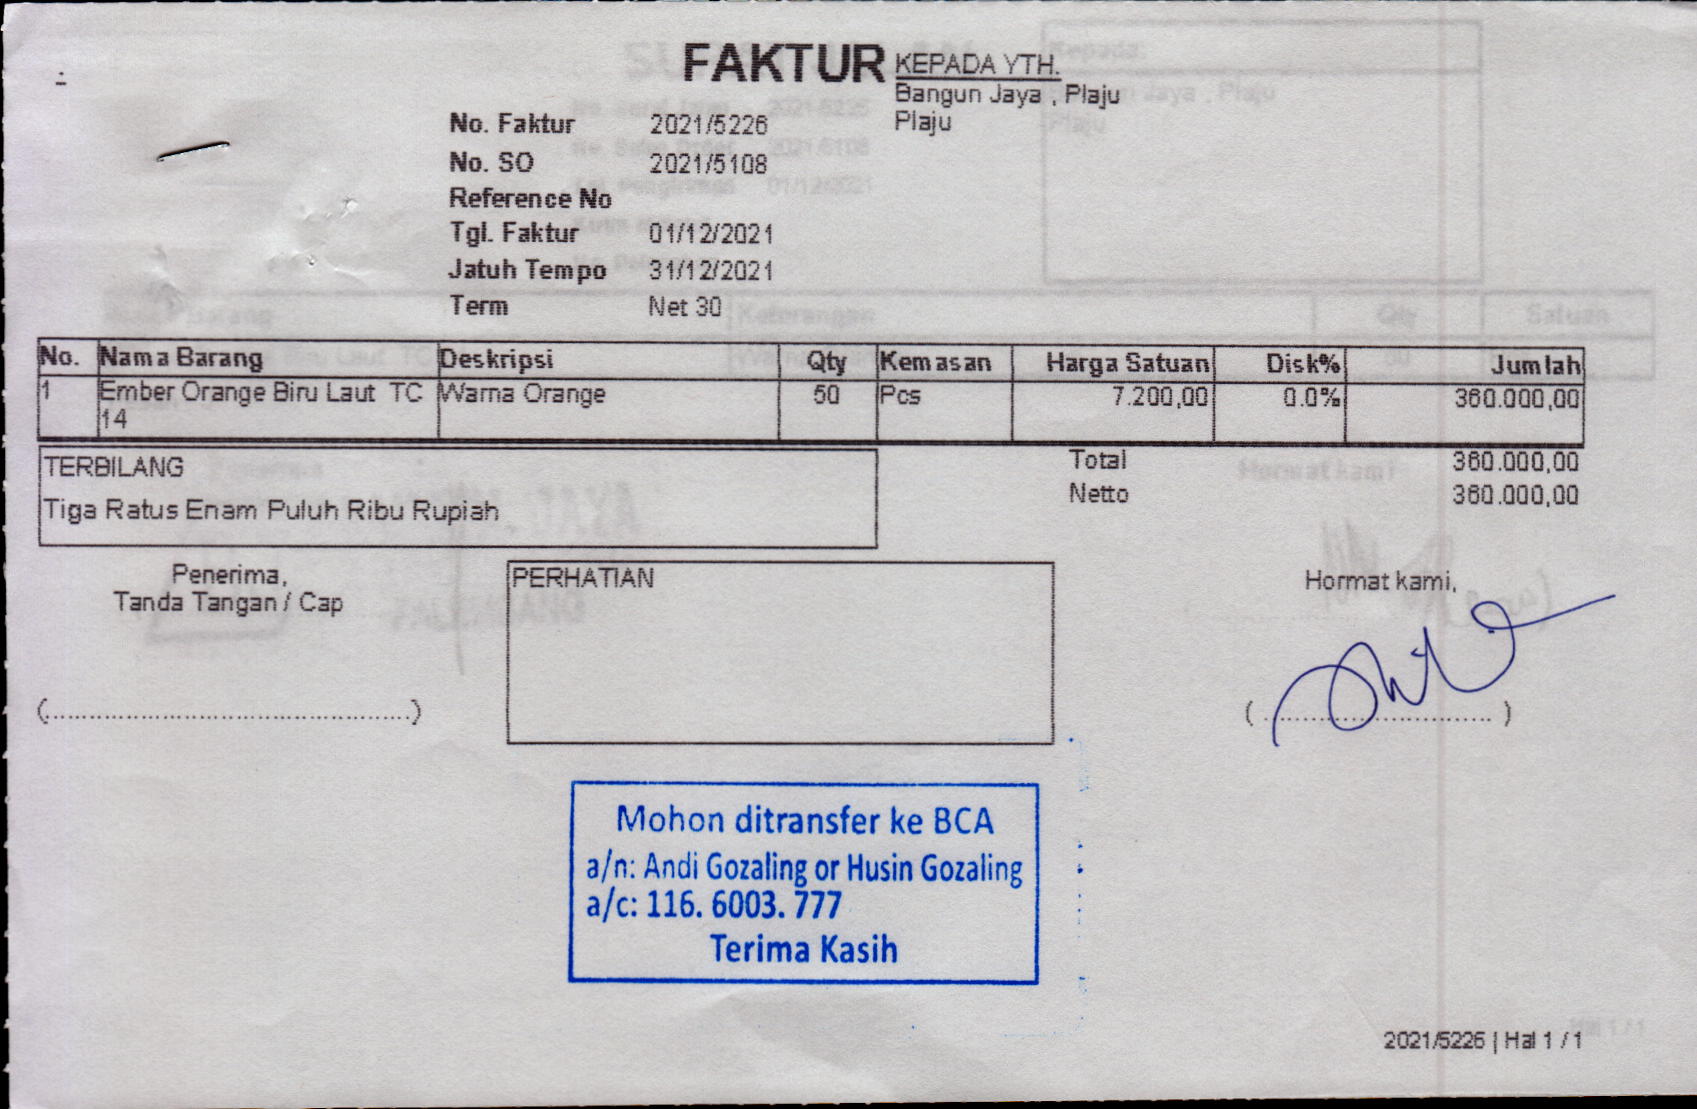 FAKTUR
KEPADA YTH.
Bangun Jaya , Plaju
Plaju
No. Faktur 2021/5226
No. SO 2021/5108
Reference No
Tgl. Faktur 01/12/2021
Jatuh Tempo 31/12/2021
Term Net 30
No. Nama Barang Deskripsi Qty Kemasan Harga Satuan Disk% Jumlah
1 Ember Orange Biru Laut TC Warna Orange 50 Pcs 7.200,00 0.0% 360.000,00
14
TERBILANG
Tiga Ratus Enam Puluh Ribu Rupiah
Total 360.000,00
Netto 360.000,00
Penerima,
Tanda Tangan / Cap
(..................................................)
PERHATIAN
Hormat kami,
(................................)
Mohon ditransfer ke BCA
a/n: Andi Gozaling or Husin Gozaling
a/c: 116. 6003. 777
Terima Kasih
2021/5226 | Hal 1 / 1